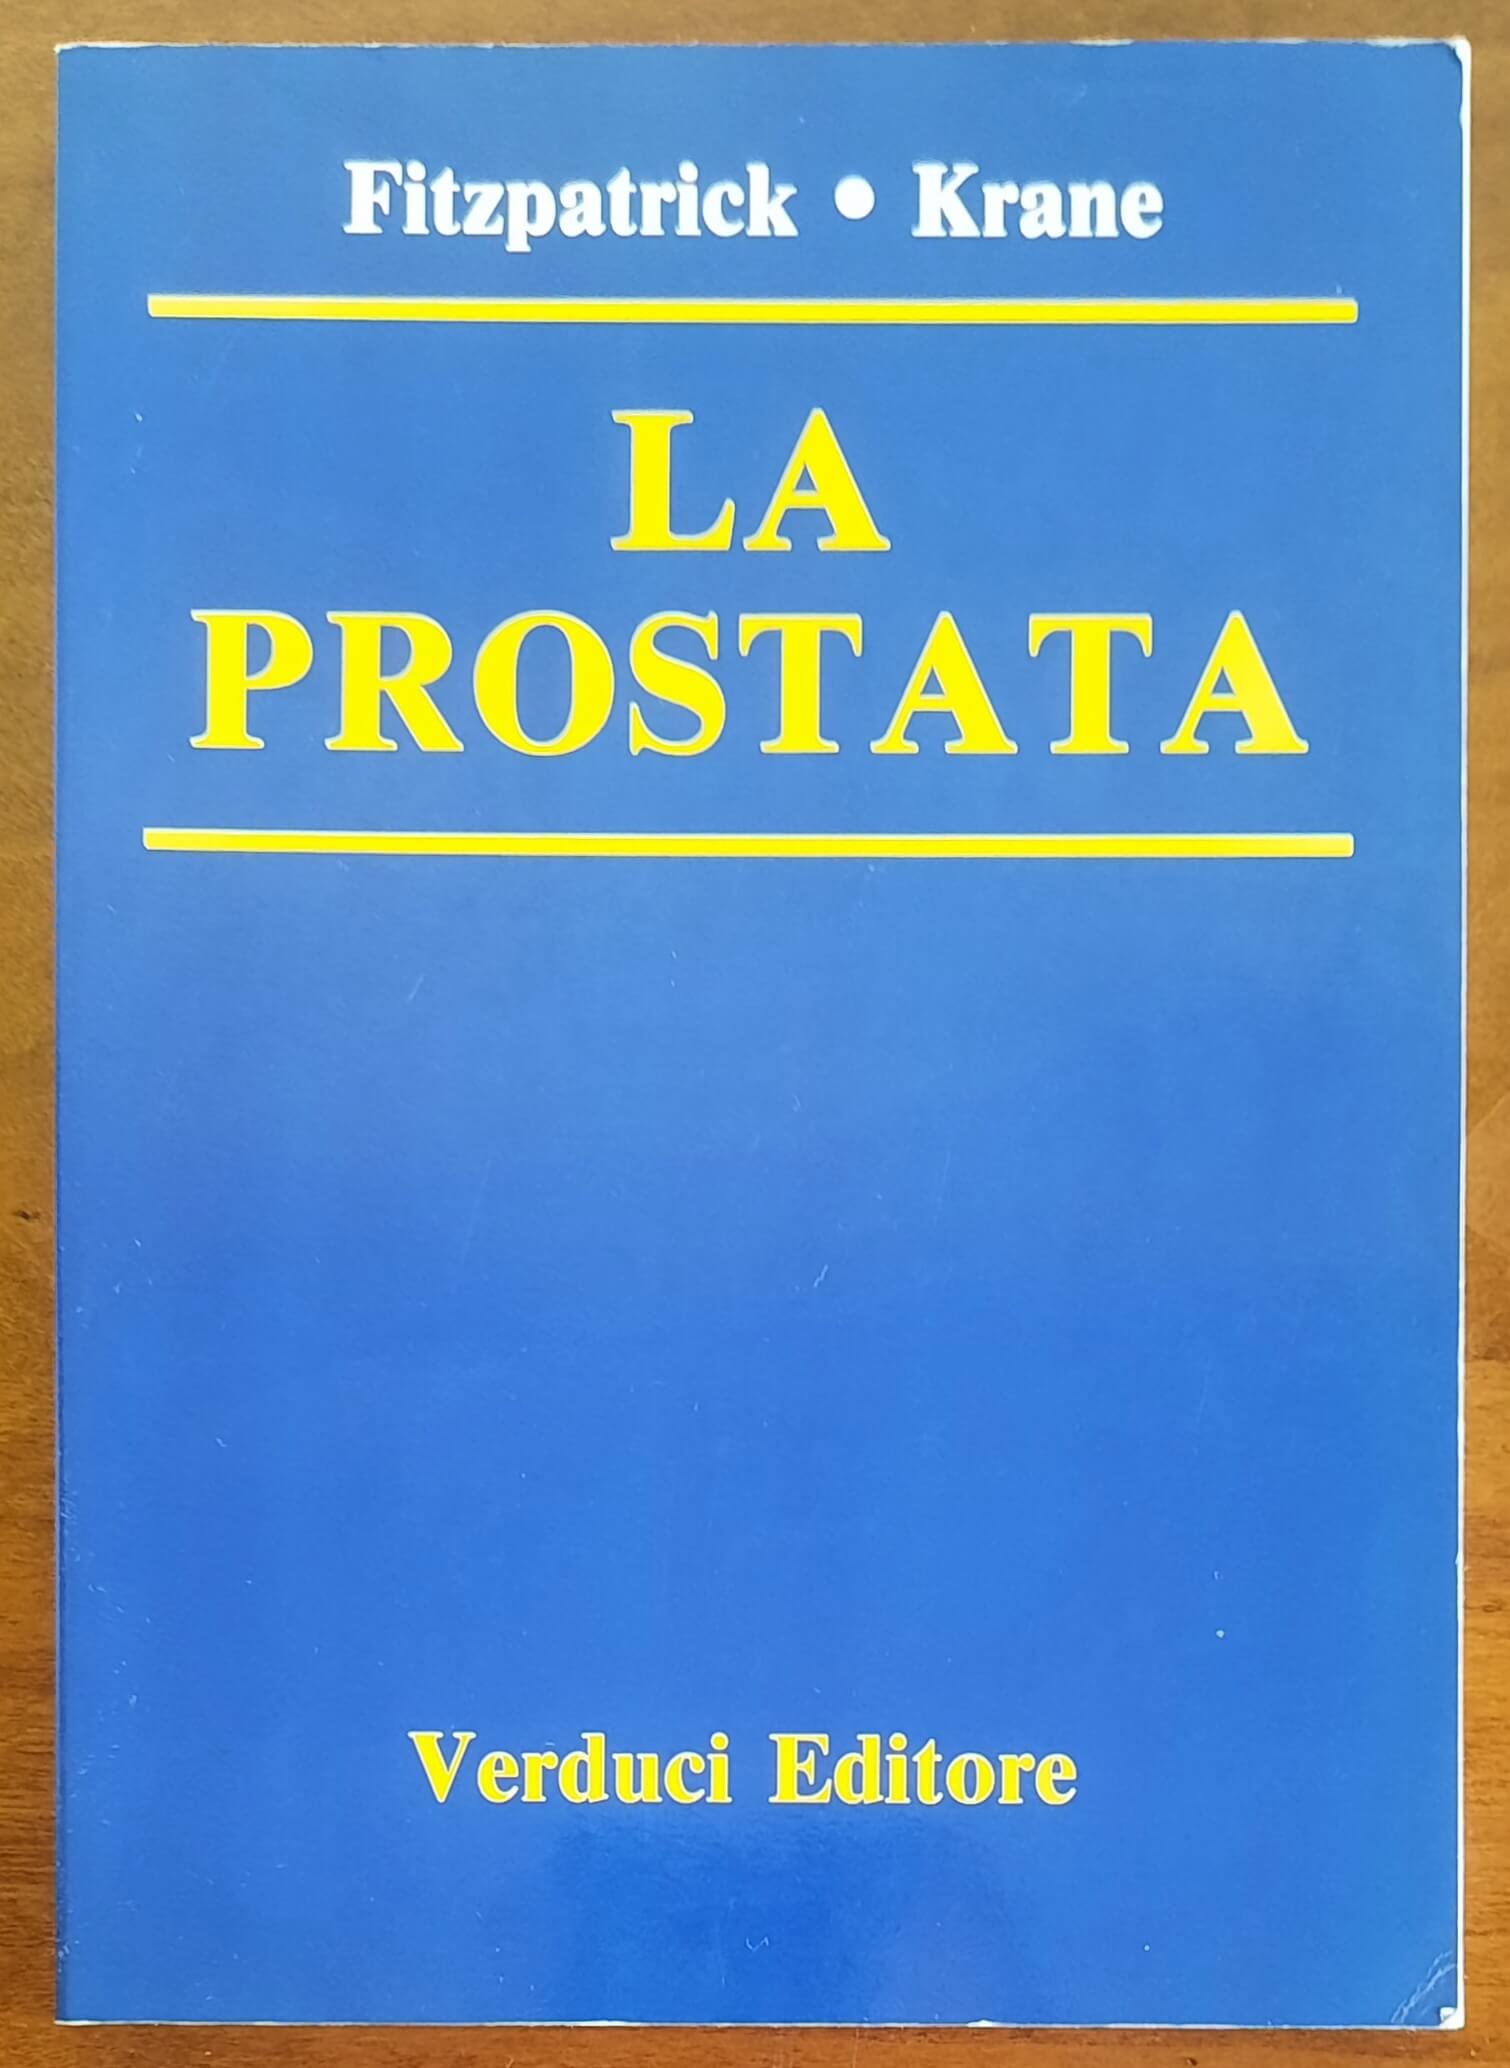 Fitzpatrick • Krane
LA
PROSTATA
Verduci Editore